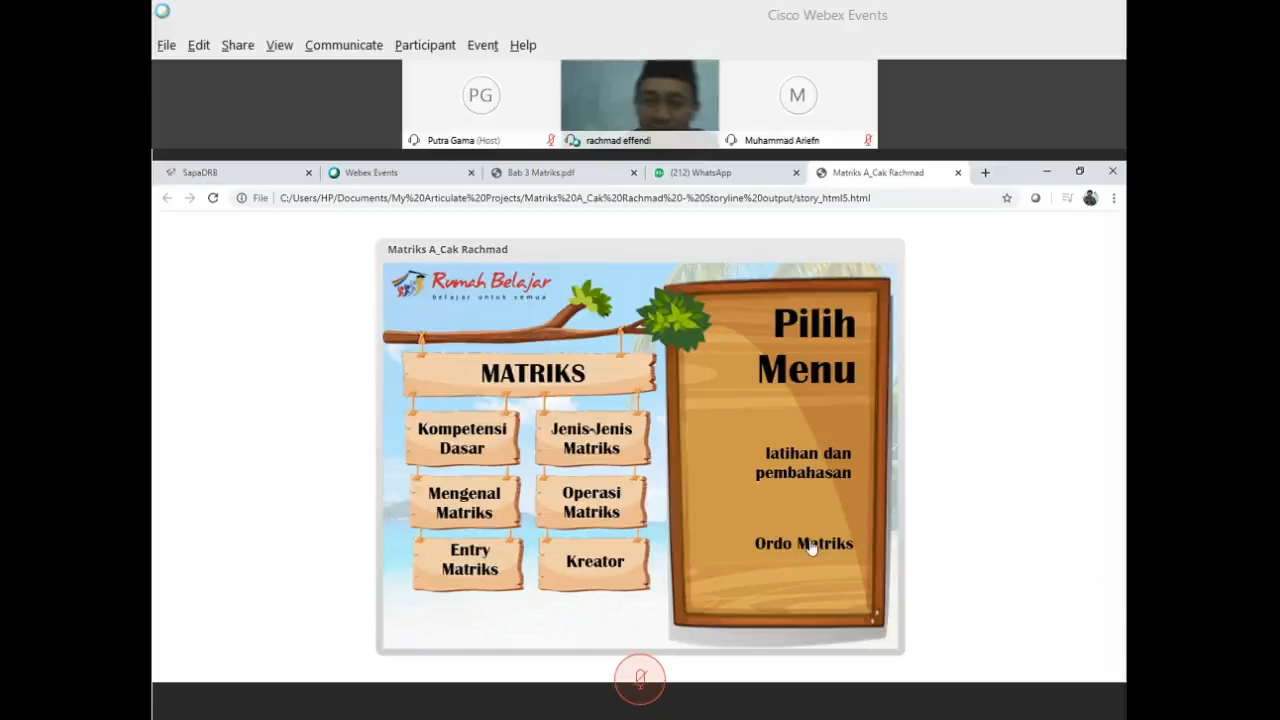 Cisco Webex Events
File Edit Share View Communicate Participant Event Help
PG
M
Putra Gama (Host)
rachmad effendi
Muhammad Ariefn
SapaDRB
Webex Events
Bab 3 Matriks.pdf
(212) WhatsApp
Matriks A_Cak Rachmad
File
C:/Users/HP/Documents/My%20Articulate%20Projects/Matriks%20A_Cak%20Rachmad%20-%20Storyline%20output/story_html5.html
Matriks A_Cak Rachmad
Rumah Belajar
belajar untuk semua
MATRIKS
Kompetensi
Dasar
Jenis-Jenis
Matriks
Mengenal
Matriks
Operasi
Matriks
Entry
Matriks
Kreator
Pilih
Menu
latihan dan
pembahasan
Ordo Matriks